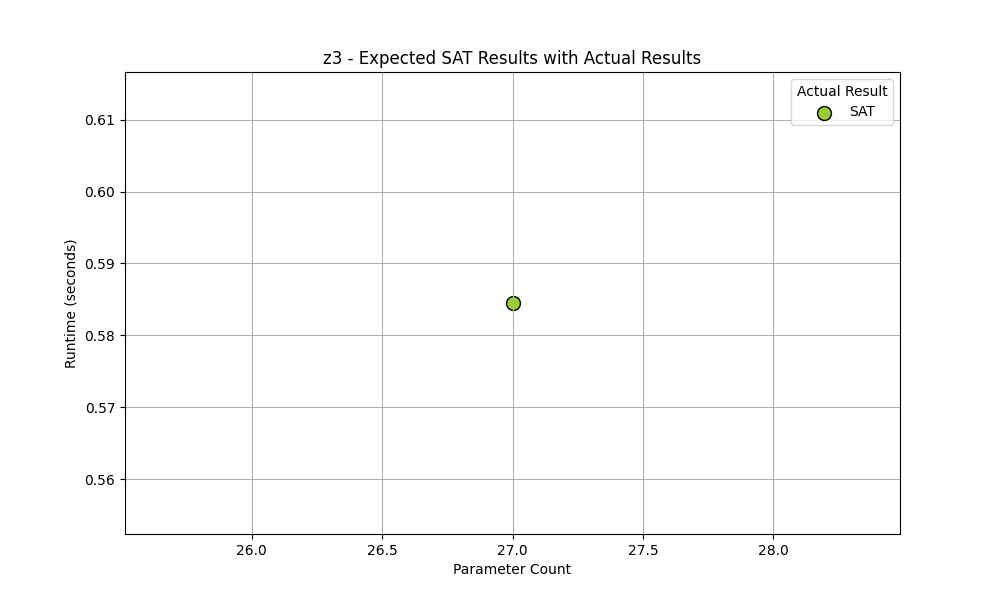 z3 - Expected SAT Results with Actual Results
Actual Result
SAT
0.61
0.60
0.59
0.58
0.57
0.56
Runtime (seconds)
26.0
26.5
27.0
27.5
28.0
Parameter Count